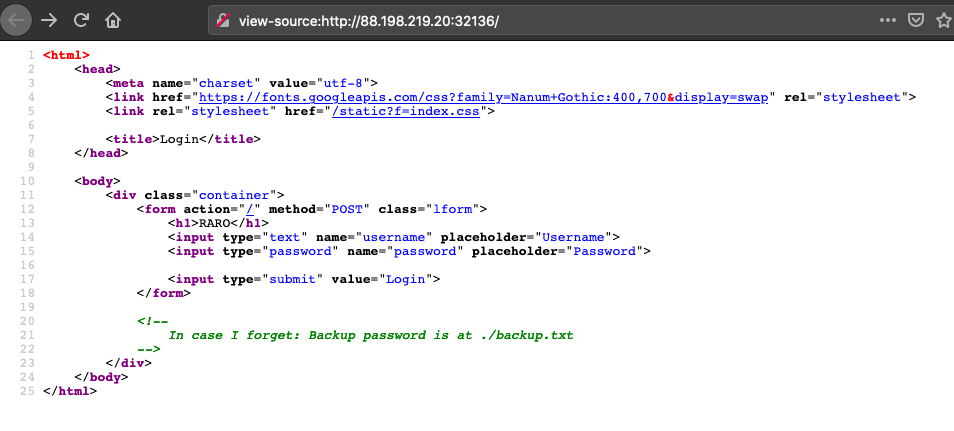 view-source:http://88.198.219.20:32136/
1 <html>
2 <head>
3 <meta name="charset" value="utf-8">
4 <link href="https://fonts.googleapis.com/css?family=Nanum+Gothic:400,700&display=swap" rel="stylesheet">
5 <link rel="stylesheet" href="/static?f=index.css">
6
7 <title>Login</title>
8 </head>
9
10 <body>
11 <div class="container">
12 <form action="/" method="POST" class="lform">
13 <h1>RARO</h1>
14 <input type="text" name="username" placeholder="Username">
15 <input type="password" name="password" placeholder="Password">
16
17 <input type="submit" value="Login">
18 </form>
19
20 <!--
21 In case I forget: Backup password is at ./backup.txt
22 -->
23 </div>
24 </body>
25 </html>